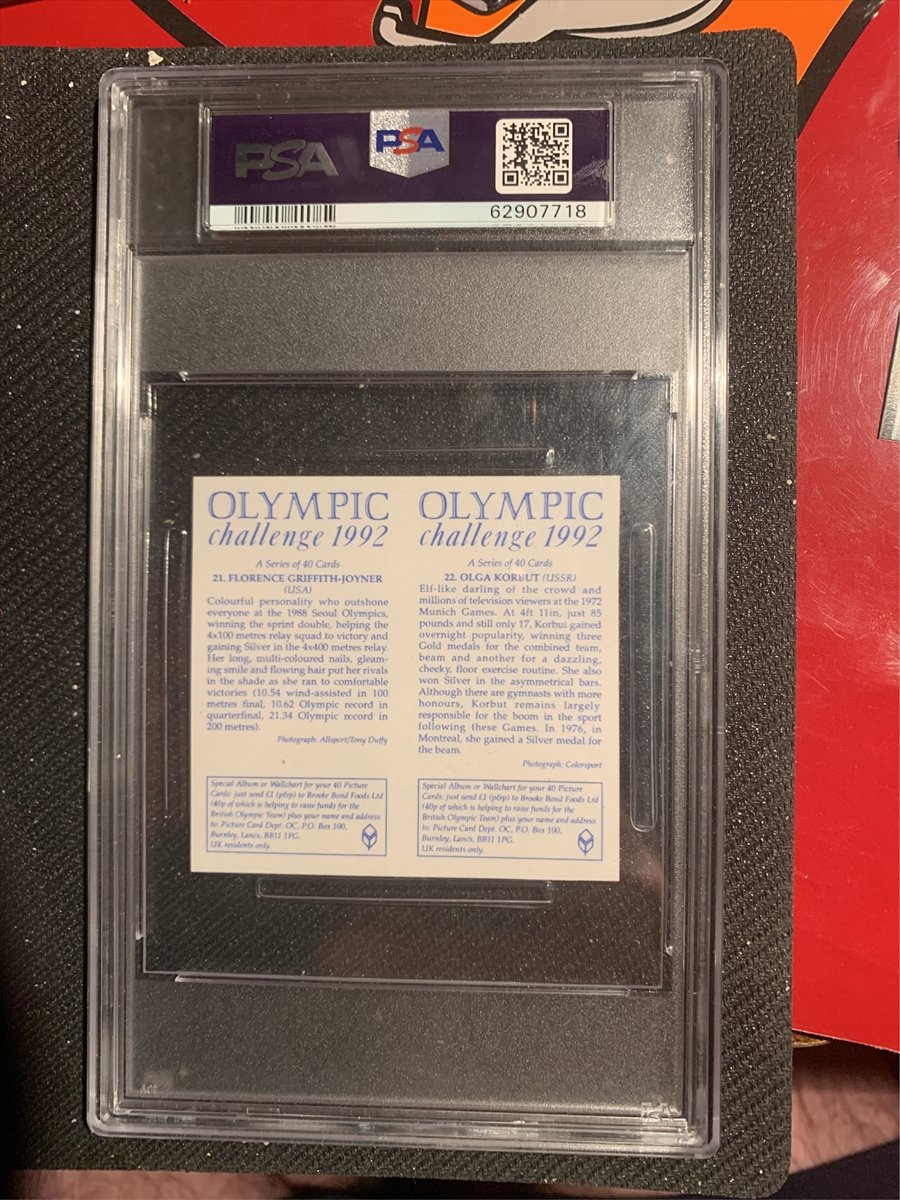 PSA
PSA
62907718
OLYMPIC
challenge 1992
A Series of 40 Cards
21. FLORENCE GRIFFITH-JOYNER
(USA)
Colourful personality who outshone
everyone at the 1988 Seoul Olympics,
winning the sprint double, helping the
4x100 metres relay squad to victory and
gaining Silver in the 4x400 metres relay.
Her long, multi-coloured nails, gleam-
ing smile and flowing hair put her rivals
in the shade as she ran to comfortable
victories (10.54 wind-assisted in 100
metres final, 10.62 Olympic record in
quarterfinal, 21.34 Olympic record in
200 metres).
Photograph: Allsport/Tony Duffy
Special Album or Wallchart for your 40 Picture
Cards: just send £1 (p&p) to Brooke Bond Foods Ltd
(40p of which is helping to raise funds for the
British Olympic Team) plus your name and address
to: Picture Card Dept. OC, P.O. Box 100,
Burnley, Lancs, BB11 1PG.
UK residents only.
OLYMPIC
challenge 1992
A Series of 40 Cards
22. OLGA KORBUT (USSR)
Elf-like darling of the crowd and
millions of television viewers at the 1972
Munich Games. At 4ft 11in, just 85
pounds and still only 17, Korbut gained
overnight popularity, winning three
Gold medals for the combined team,
beam and another for a dazzling,
cheeky, floor exercise routine. She also
won Silver in the asymmetrical bars.
Although there are gymnasts with more
honours, Korbut remains largely
responsible for the boom in the sport
following these Games. In 1976, in
Montreal, she gained a Silver medal for
the beam.
Photograph: Colorsport
Special Album or Wallchart for your 40 Picture
Cards: just send £1 (p&p) to Brooke Bond Foods Ltd
(40p of which is helping to raise funds for the
British Olympic Team) plus your name and address
to: Picture Card Dept. OC, P.O. Box 100,
Burnley, Lancs, BB11 1PG.
UK residents only.